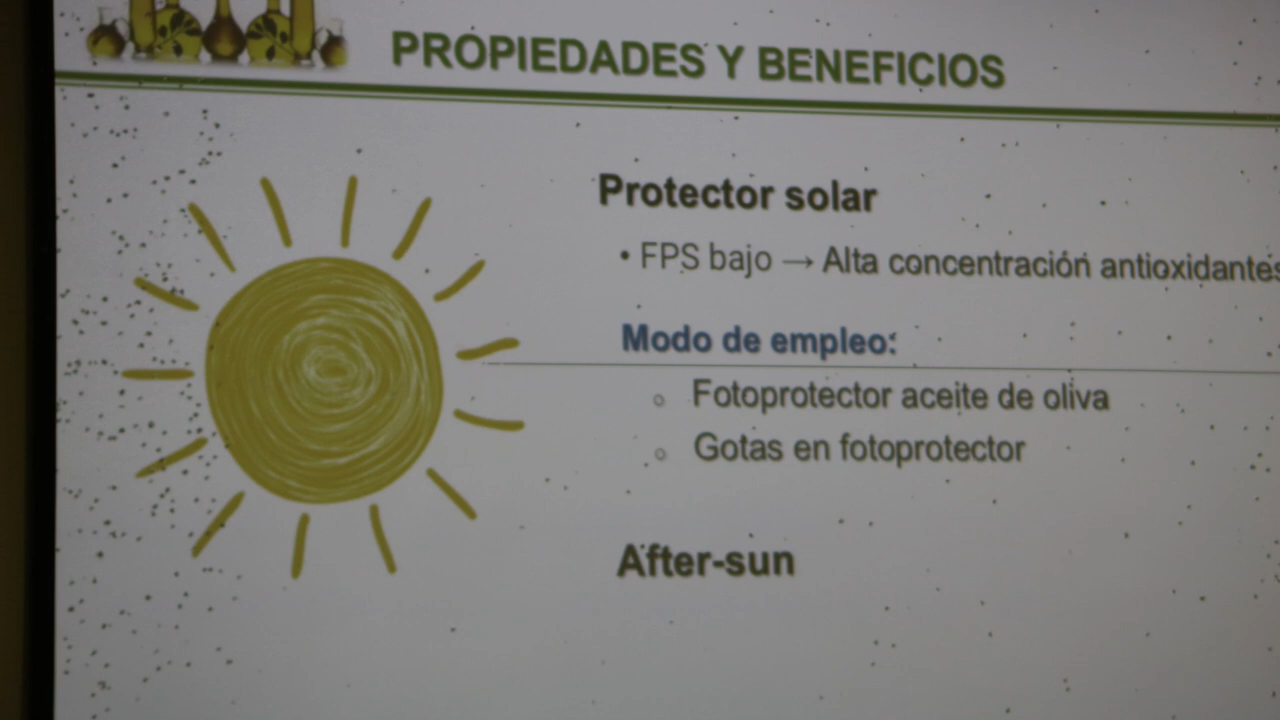 PROPIEDADES Y BENEFICIOS
Protector solar
• FPS bajo → Alta concentración antioxidantes
Modo de empleo:
o Fotoprotector aceite de oliva
o Gotas en fotoprotector
After-sun